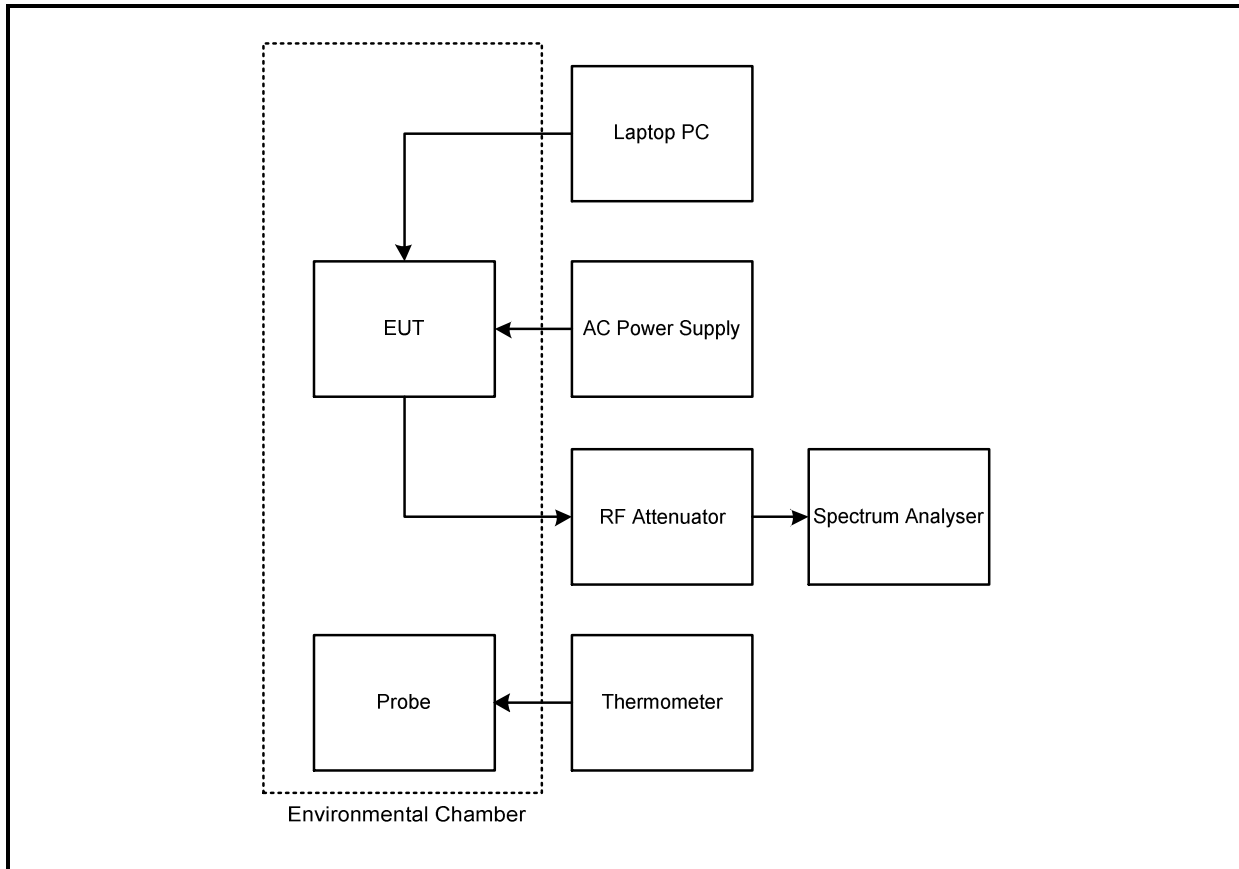 Laptop PC
EUT
AC Power Supply
RF Attenuator
Spectrum Analyser
Probe
Thermometer
Environmental Chamber